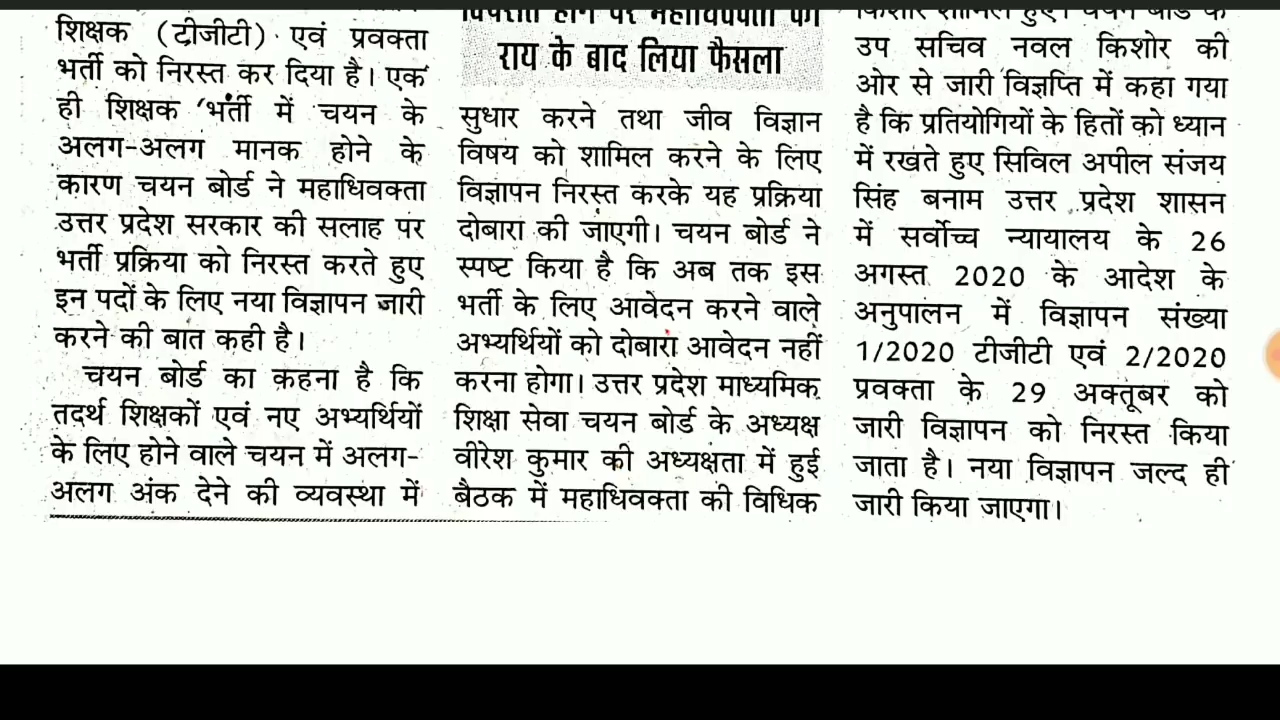 शिक्षक (टीजीटी) एवं प्रवक्ता
भर्ती को निरस्त कर दिया है। एक
ही शिक्षक भर्ती में चयन के
अलग-अलग मानक होने के
कारण चयन बोर्ड ने महाधिवक्ता
उत्तर प्रदेश सरकार की सलाह पर
भर्ती प्रक्रिया को निरस्त करते हुए
इन पदों के लिए नया विज्ञापन जारी
करने की बात कही है।
चयन बोर्ड का कहना है कि
तदर्थ शिक्षकों एवं नए अभ्यर्थियों
के लिए होने वाले चयन में अलग-
अलग अंक देने की व्यवस्था में
विपरीत होने पर महाधिवक्ता की
राय के बाद लिया फैसला
सुधार करने तथा जीव विज्ञान
विषय को शामिल करने के लिए
विज्ञापन निरस्त करके यह प्रक्रिया
दोबारा की जाएगी। चयन बोर्ड ने
स्पष्ट किया है कि अब तक इस
भर्ती के लिए आवेदन करने वाले
अभ्यर्थियों को दोबारा आवेदन नहीं
करना होगा। उत्तर प्रदेश माध्यमिक
शिक्षा सेवा चयन बोर्ड के अध्यक्ष
वीरेश कुमार की अध्यक्षता में हुई
बैठक में महाधिवक्ता की विधिक
किशोर शामिल हुए। चयन बोर्ड के
उप सचिव नवल किशोर की
ओर से जारी विज्ञप्ति में कहा गया
है कि प्रतियोगियों के हितों को ध्यान
में रखते हुए सिविल अपील संजय
सिंह बनाम उत्तर प्रदेश शासन
में सर्वोच्च न्यायालय के 26
अगस्त 2020 के आदेश के
अनुपालन में विज्ञापन संख्या
1/2020 टीजीटी एवं 2/2020
प्रवक्ता के 29 अक्तूबर को
जारी विज्ञापन को निरस्त किया
जाता है। नया विज्ञापन जल्द ही
जारी किया जाएगा।